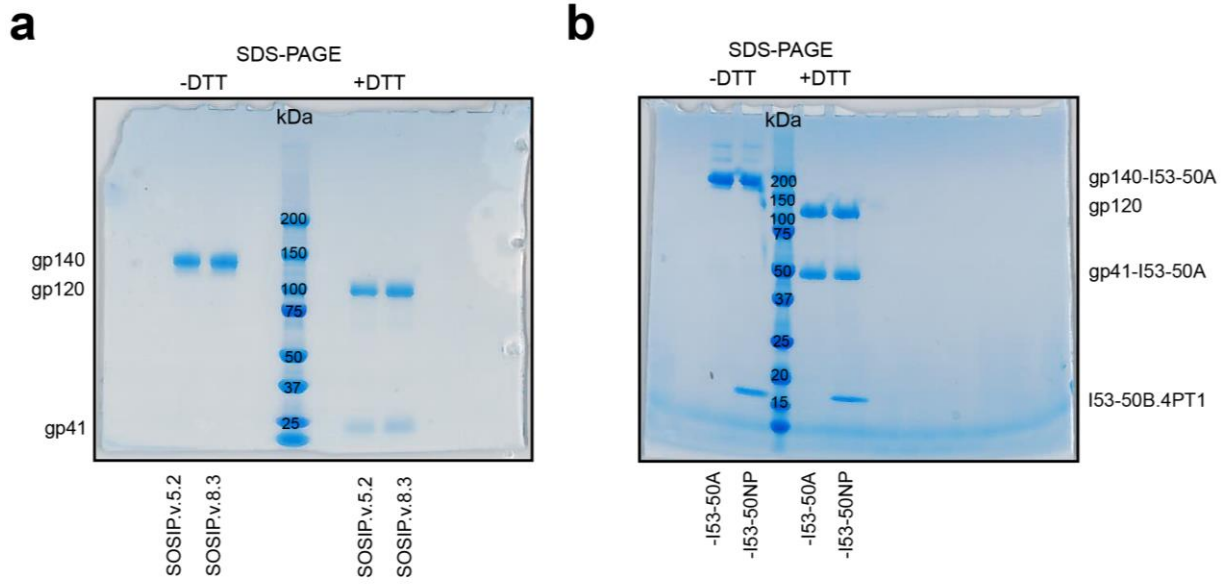 a
SDS-PAGE
-DTT +DTT
kDa
200
150
100
75
50
37
25
gp140
gp120
gp41
SOSIP.v.5.2
SOSIP.v.8.3
SOSIP.v.5.2
SOSIP.v.8.3
b
SDS-PAGE
-DTT +DTT
kDa
200
150
100
75
50
37
25
20
15
gp140-I53-50A
gp120
gp41-I53-50A
I53-50B.4PT1
-I53-50A
-I53-50NP
-I53-50A
-I53-50NP